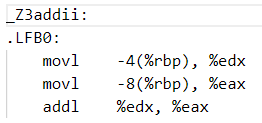 _Z3addii:
.LFB0:
movl -4(%rbp), %edx
movl -8(%rbp), %eax
addl %edx, %eax